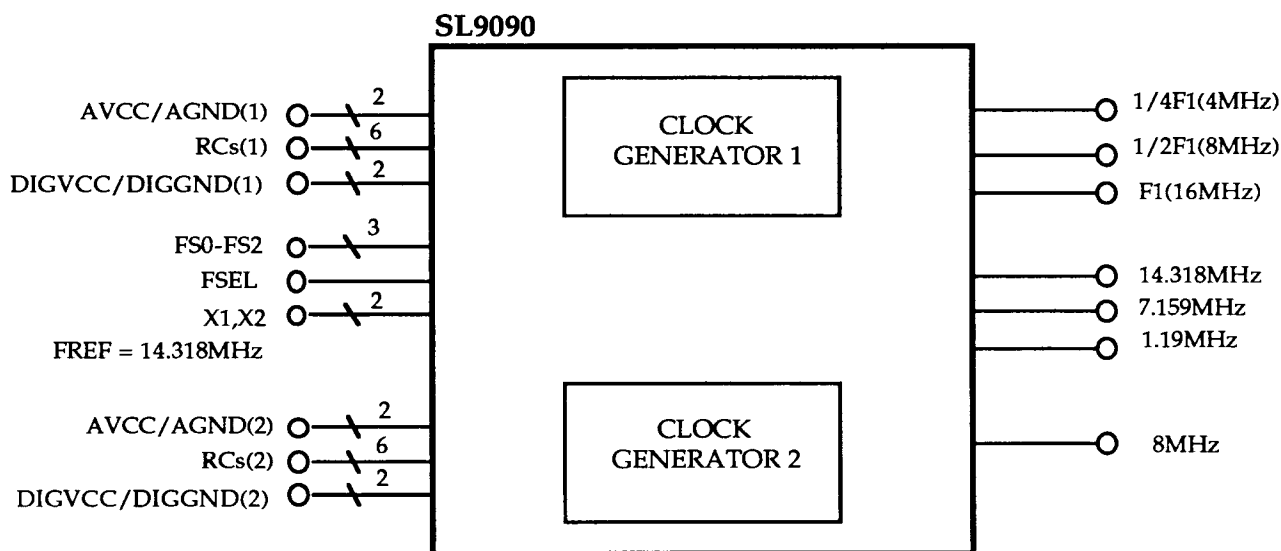 SL9090
AVCC/AGND(1)
2
RCs(1)
6
DIGVCC/DIGGND(1)
2
FS0-FS2
3
FSEL
X1,X2
2
FREF = 14.318MHz
AVCC/AGND(2)
2
RCs(2)
6
DIGVCC/DIGGND(2)
2
CLOCK
GENERATOR 1
CLOCK
GENERATOR 2
1/4F1(4MHz)
1/2F1(8MHz)
F1(16MHz)
14.318MHz
7.159MHz
1.19MHz
8MHz